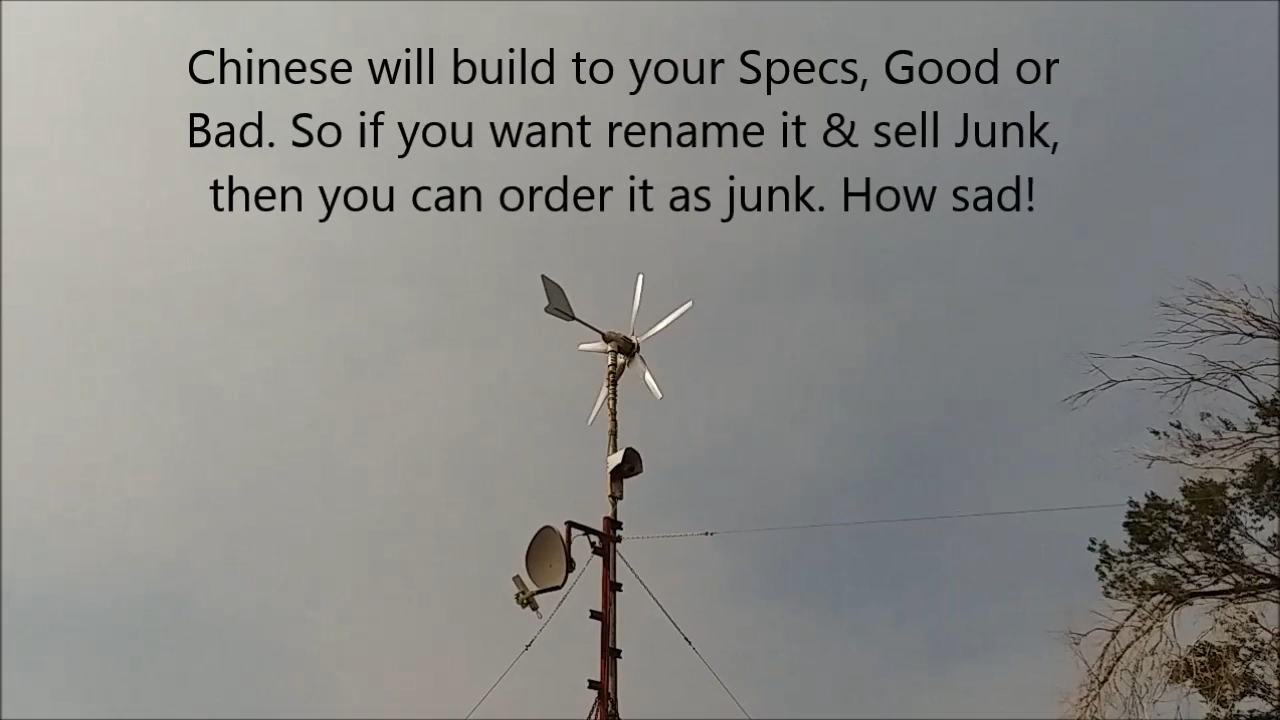 Chinese will build to your Specs, Good or
Bad. So if you want rename it & sell Junk,
then you can order it as junk. How sad!